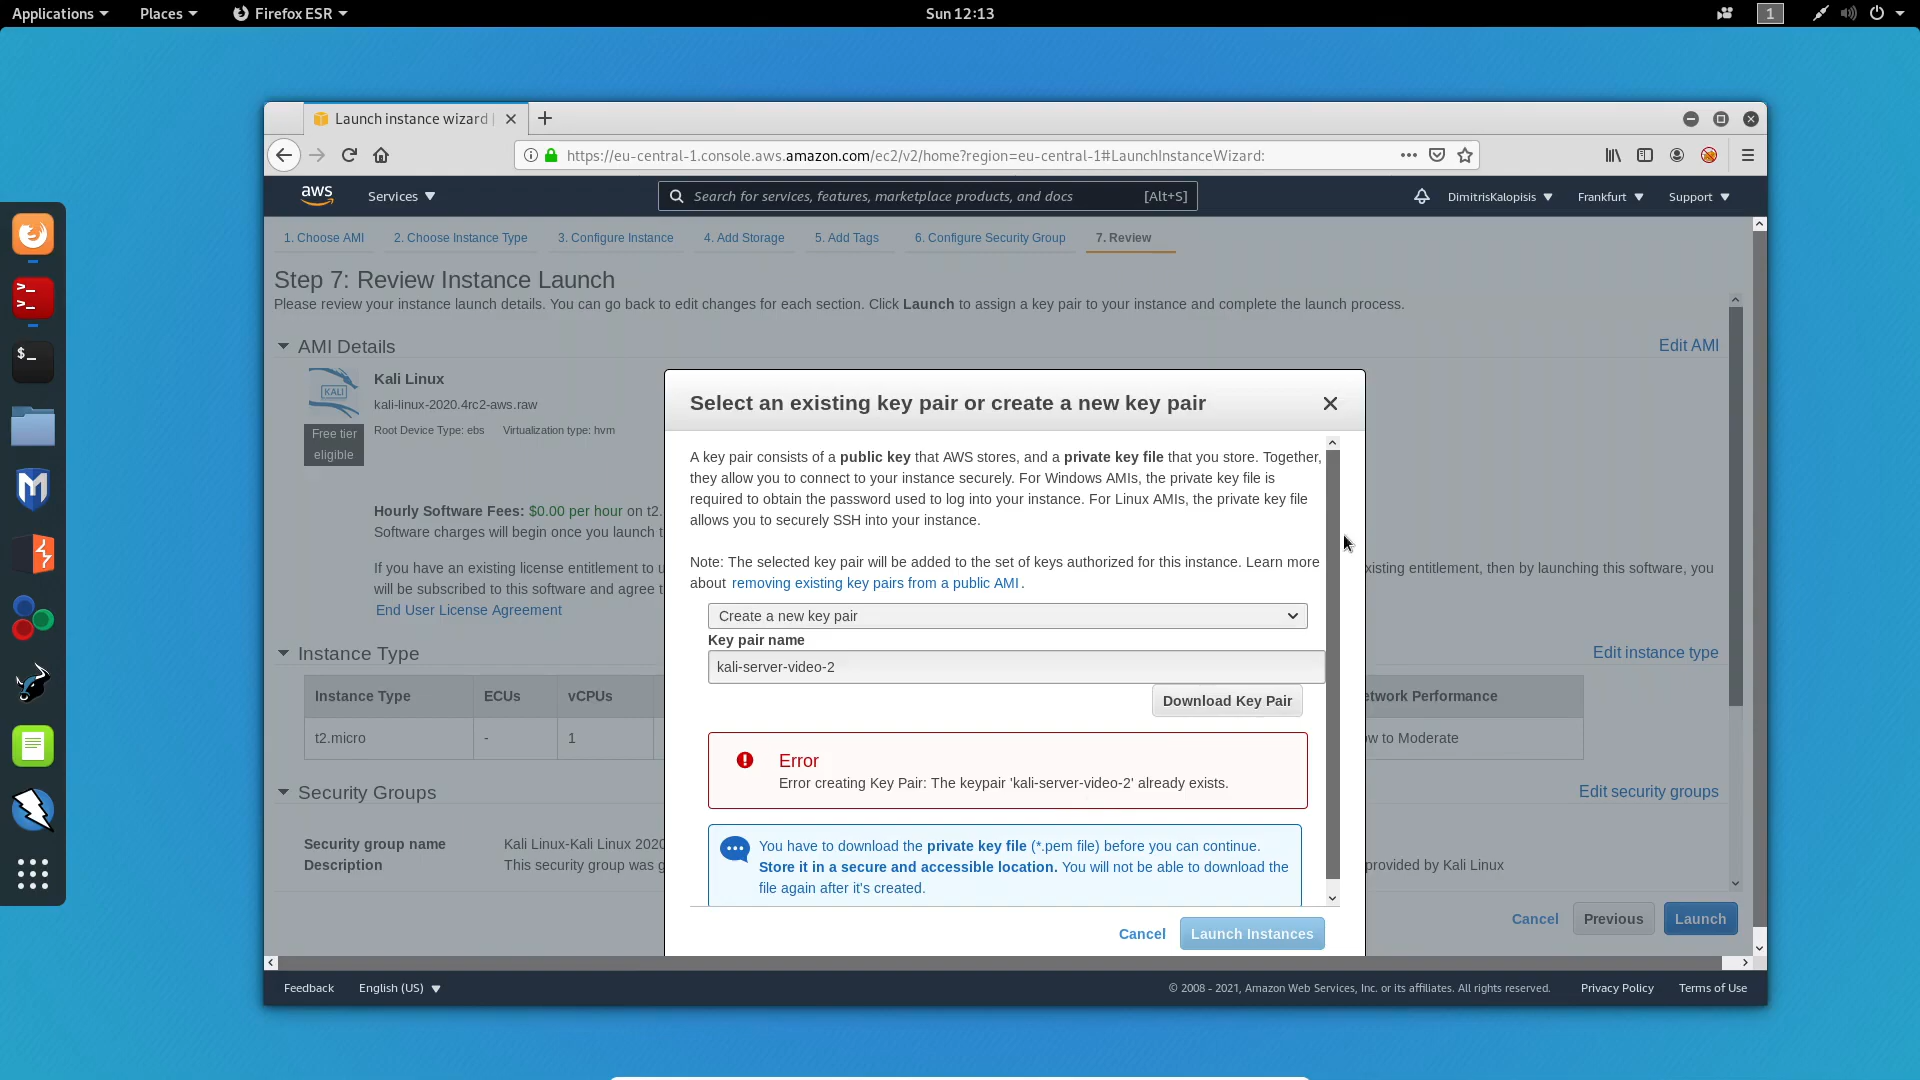 Applications Places Firefox ESR Sun 12:13 1
Launch instance wizard
https://eu-central-1.console.aws.amazon.com/ec2/v2/home?region=eu-central-1#LaunchInstanceWizard:
aws Services Search for services, features, marketplace products, and docs [Alt+S] DimitrisKalopisis Frankfurt Support
1. Choose AMI 2. Choose Instance Type 3. Configure Instance 4. Add Storage 5. Add Tags 6. Configure Security Group 7. Review
Step 7: Review Instance Launch
Please review your instance launch details. You can go back to edit changes for each section. Click Launch to assign a key pair to your instance and complete the launch process.
AMI Details Edit AMI
KALI
Kali Linux
kali-linux-2020.4rc2-aws.raw
Free tier
eligible
Root Device Type: ebs Virtualization type: hvm
Hourly Software Fees: $0.00 per hour on t2.
Software charges will begin once you launch t
If you have an existing license entitlement to u
xisting entitlement, then by launching this software, you
will be subscribed to this software and agree t
End User License Agreement
Instance Type Edit instance type
Instance Type ECUs vCPUs etwork Performance
t2.micro - 1 ow to Moderate
Security Groups Edit security groups
Security group name Kali Linux-Kali Linux 2020
Description This security group was g provided by Kali Linux
Cancel Previous Launch
Select an existing key pair or create a new key pair
A key pair consists of a public key that AWS stores, and a private key file that you store. Together,
they allow you to connect to your instance securely. For Windows AMIs, the private key file is
required to obtain the password used to log into your instance. For Linux AMIs, the private key file
allows you to securely SSH into your instance.
Note: The selected key pair will be added to the set of keys authorized for this instance. Learn more
about removing existing key pairs from a public AMI .
Create a new key pair
Key pair name
kali-server-video-2
Download Key Pair
Error
Error creating Key Pair: The keypair 'kali-server-video-2' already exists.
You have to download the private key file (*.pem file) before you can continue.
Store it in a secure and accessible location. You will not be able to download the
file again after it's created.
Cancel Launch Instances
Feedback English (US) © 2008 - 2021, Amazon Web Services, Inc. or its affiliates. All rights reserved. Privacy Policy Terms of Use